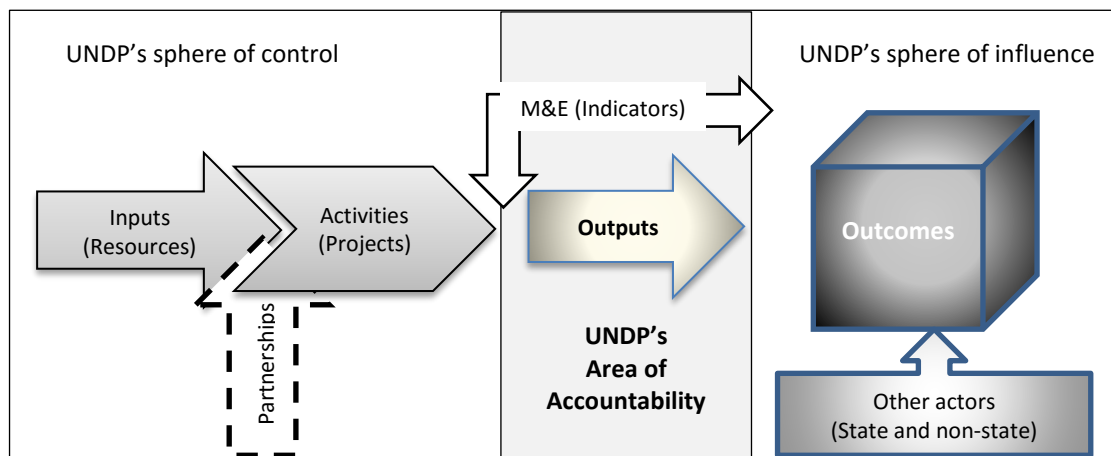 UNDP’s sphere of control
UNDP’s sphere of influence
M&E (Indicators)
Inputs
(Resources)
Activities
(Projects)
Outputs
Outcomes
Partnerships
UNDP’s
Area of
Accountability
Other actors
(State and non-state)